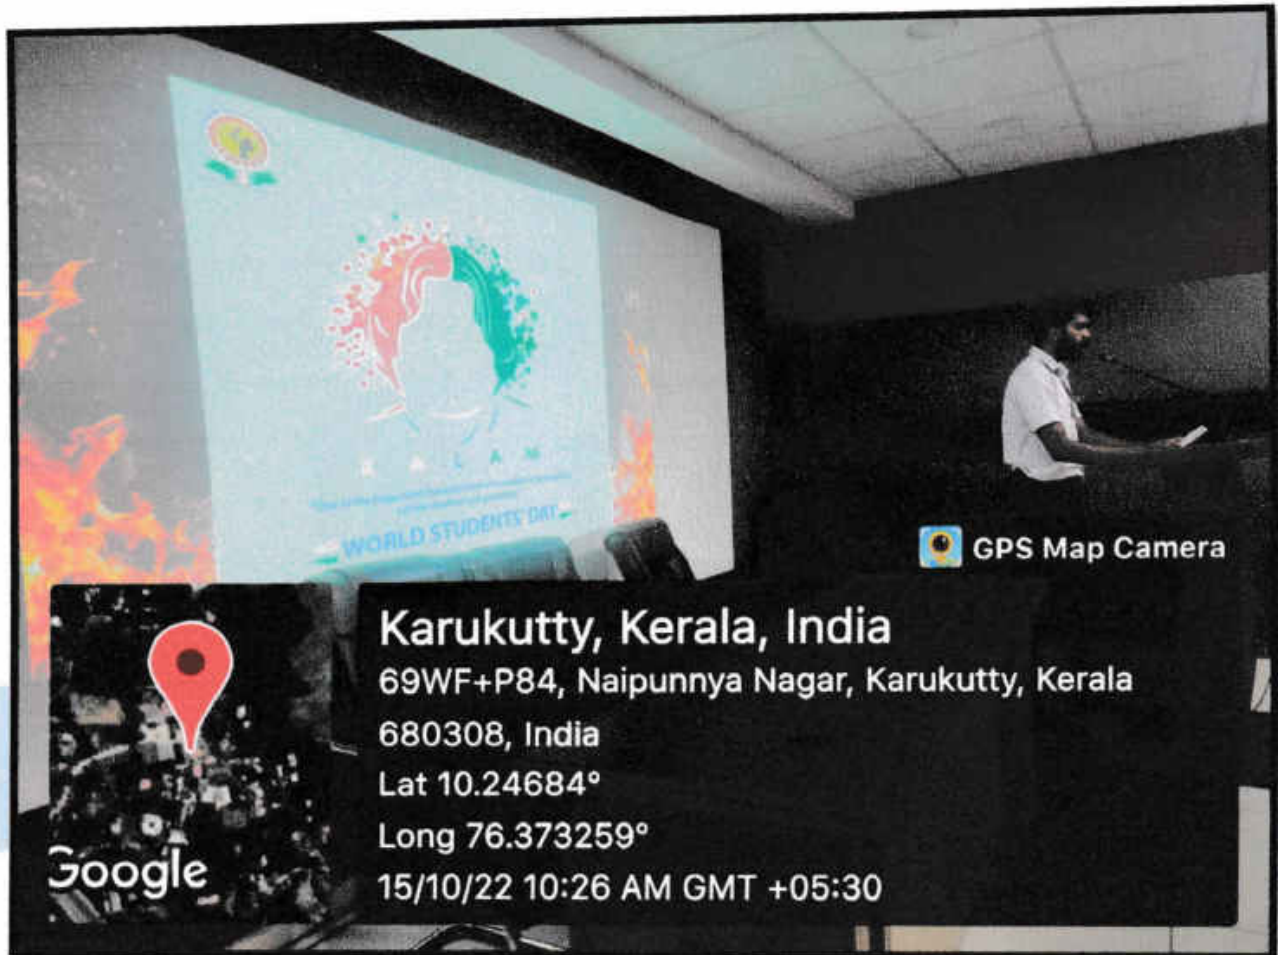 K A L A M
WORLD STUDENTS' DAY
GPS Map Camera
Karukutty, Kerala, India
69WF+P84, Naipunnya Nagar, Karukutty, Kerala
680308, India
Lat 10.24684°
Long 76.373259°
15/10/22 10:26 AM GMT +05:30
Google